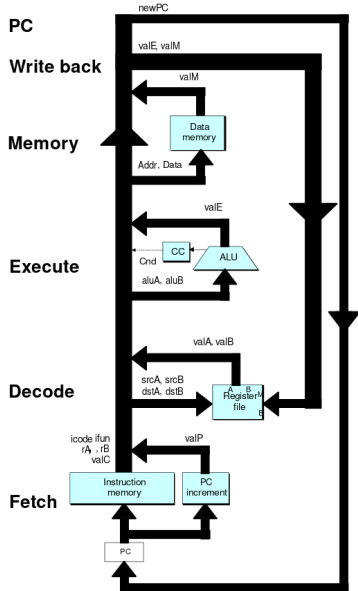 newPC
PC
valE, valM
Write back
valM
Data
memory
Memory
Addr, Data
valE
CC
ALU
Cnd
Execute
aluA, aluB
valA, valB
srcA, srcB
dstA, dstB
A B
M
Register
file
E
Decode
icode ifun
rA, , rB
valC
valP
Instruction
memory
PC
increment
Fetch
PC